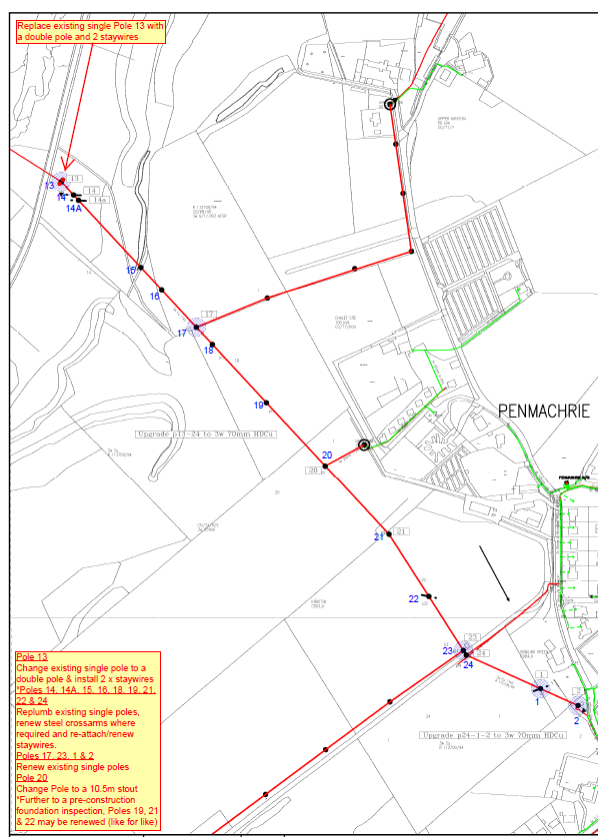 Replace existing single Pole 13 with
a double pole and 2 staywires
13
13
14
14
14a
14A
15
16
17
17
18
19
Upgrade p13-24 to 3w 70mm HDCu
20
20
PENMACHRIE
21
21
22
23
23
24
24
1
1
2
2
Upgrade p24-1-2 to 3w 70mm HDCu
Pole 13
Change existing single pole to a
double pole & install 2 x staywires
*Poles 14, 14A, 15, 16, 18, 19, 21,
22 & 24
Replumb existing single poles,
renew steel crossarms where
required and re-attach/renew
staywires.
Poles 17, 23, 1 & 2
Renew existing single poles
Pole 20
Change Pole to a 10.5m stout
*Further to a pre-construction
foundation inspection, Poles 19, 21
& 22 may be renewed (like for like)